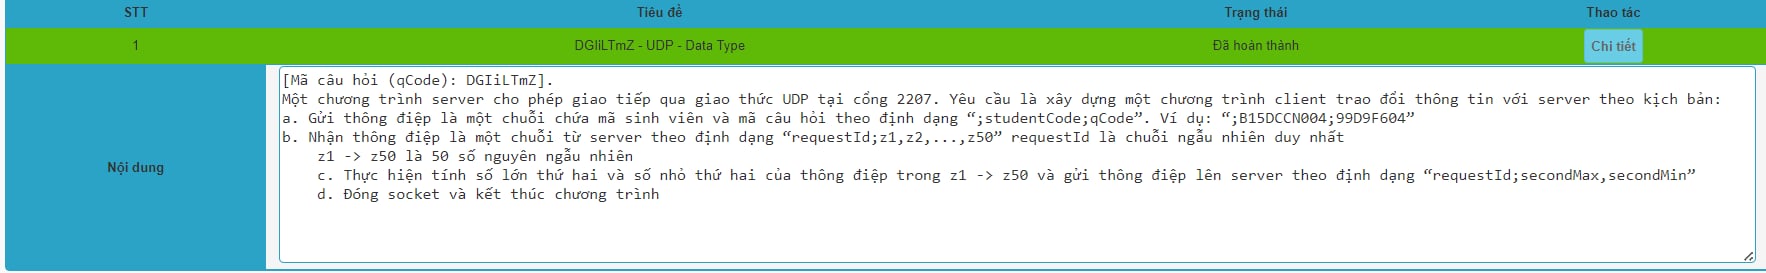 STT Tiêu đề Trạng thái Thao tác
1 DGIiLTmZ - UDP - Data Type Đã hoàn thành Chi tiết
Nội dung
[Mã câu hỏi (qCode): DGIiLTmZ].
Một chương trình server cho phép giao tiếp qua giao thức UDP tại cổng 2207. Yêu cầu là xây dựng một chương trình client trao đổi thông tin với server theo kịch bản:
a. Gửi thông điệp là một chuỗi chứa mã sinh viên và mã câu hỏi theo định dạng “;studentCode;qCode”. Ví dụ: “;B15DCCN004;99D9F604”
b. Nhận thông điệp là một chuỗi từ server theo định dạng “requestId;z1,z2,...,z50” requestId là chuỗi ngẫu nhiên duy nhất
z1 -> z50 là 50 số nguyên ngẫu nhiên
c. Thực hiện tính số lớn thứ hai và số nhỏ thứ hai của thông điệp trong z1 -> z50 và gửi thông điệp lên server theo định dạng “requestId;secondMax,secondMin”
d. Đóng socket và kết thúc chương trình